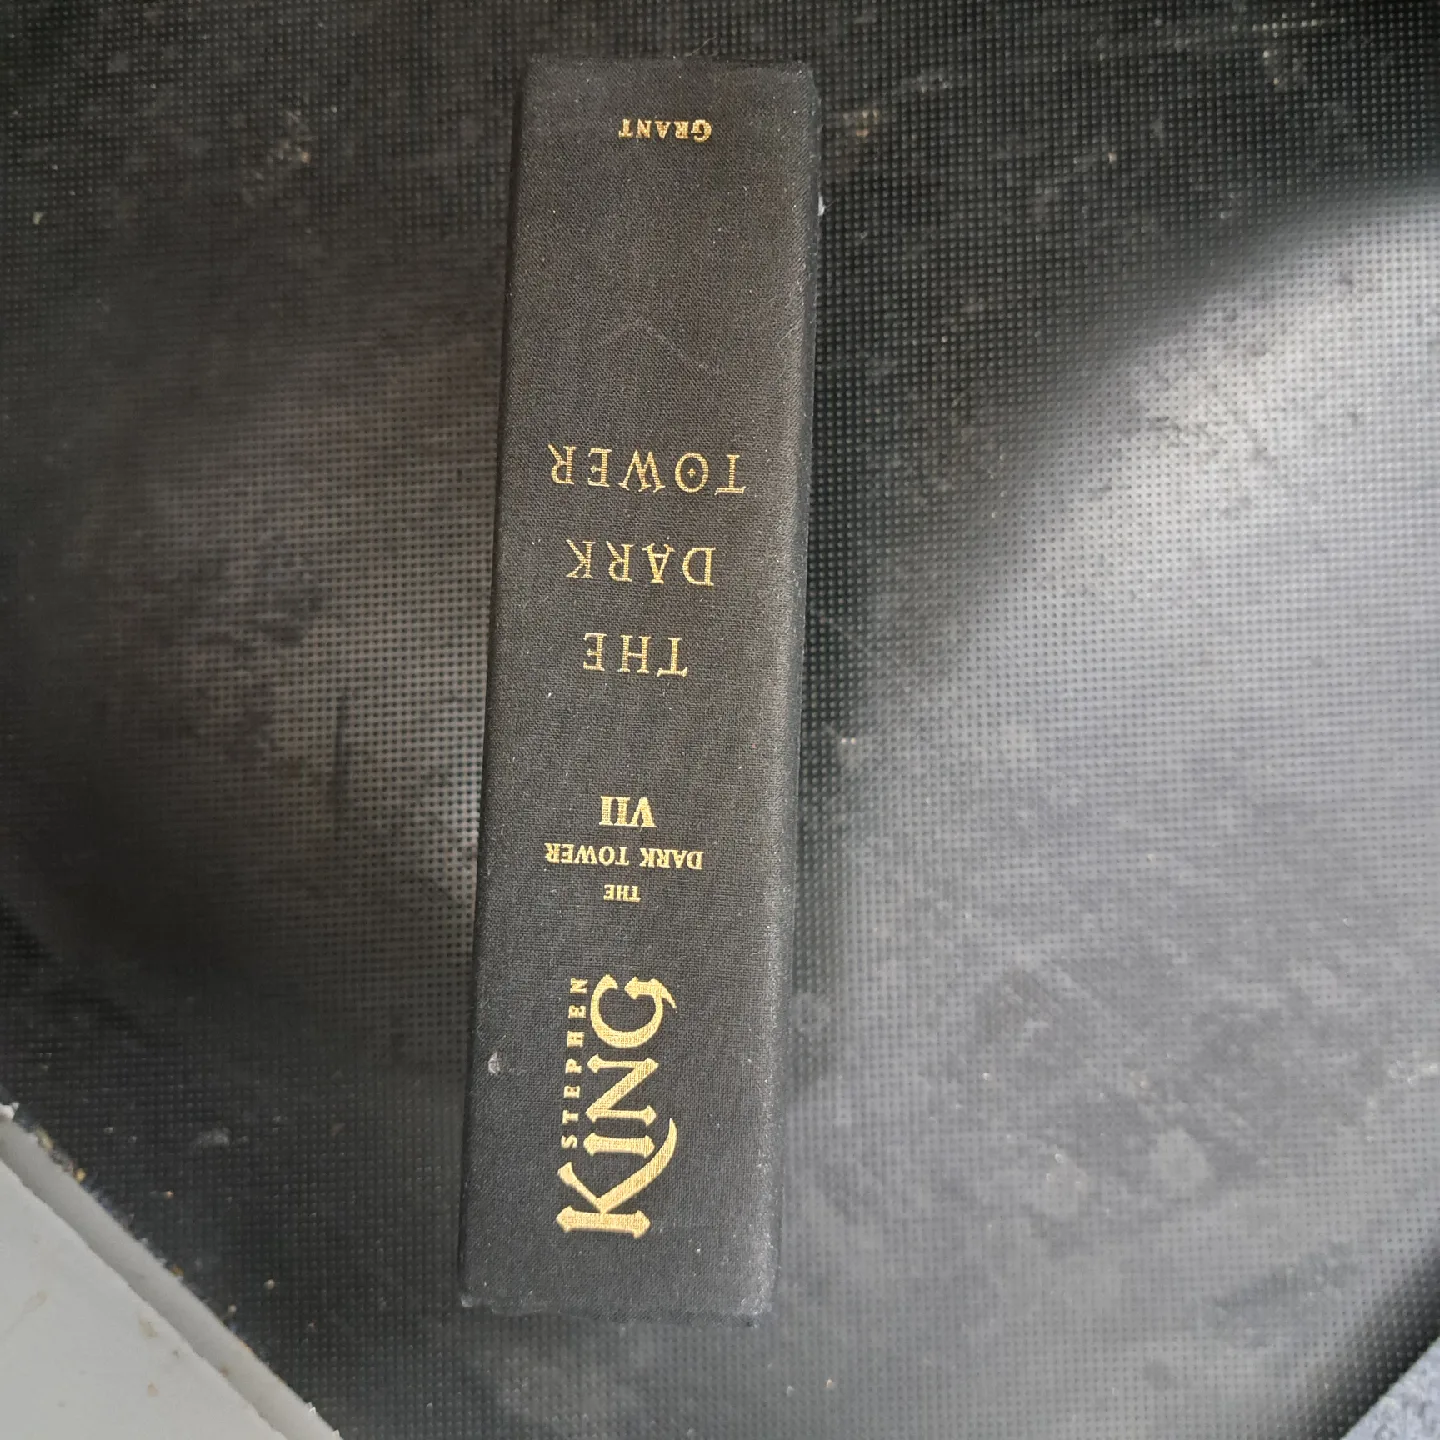 STEPHEN
KING
THE
DARK TOWER
VII
THE
DARK
TOWER
GRANT